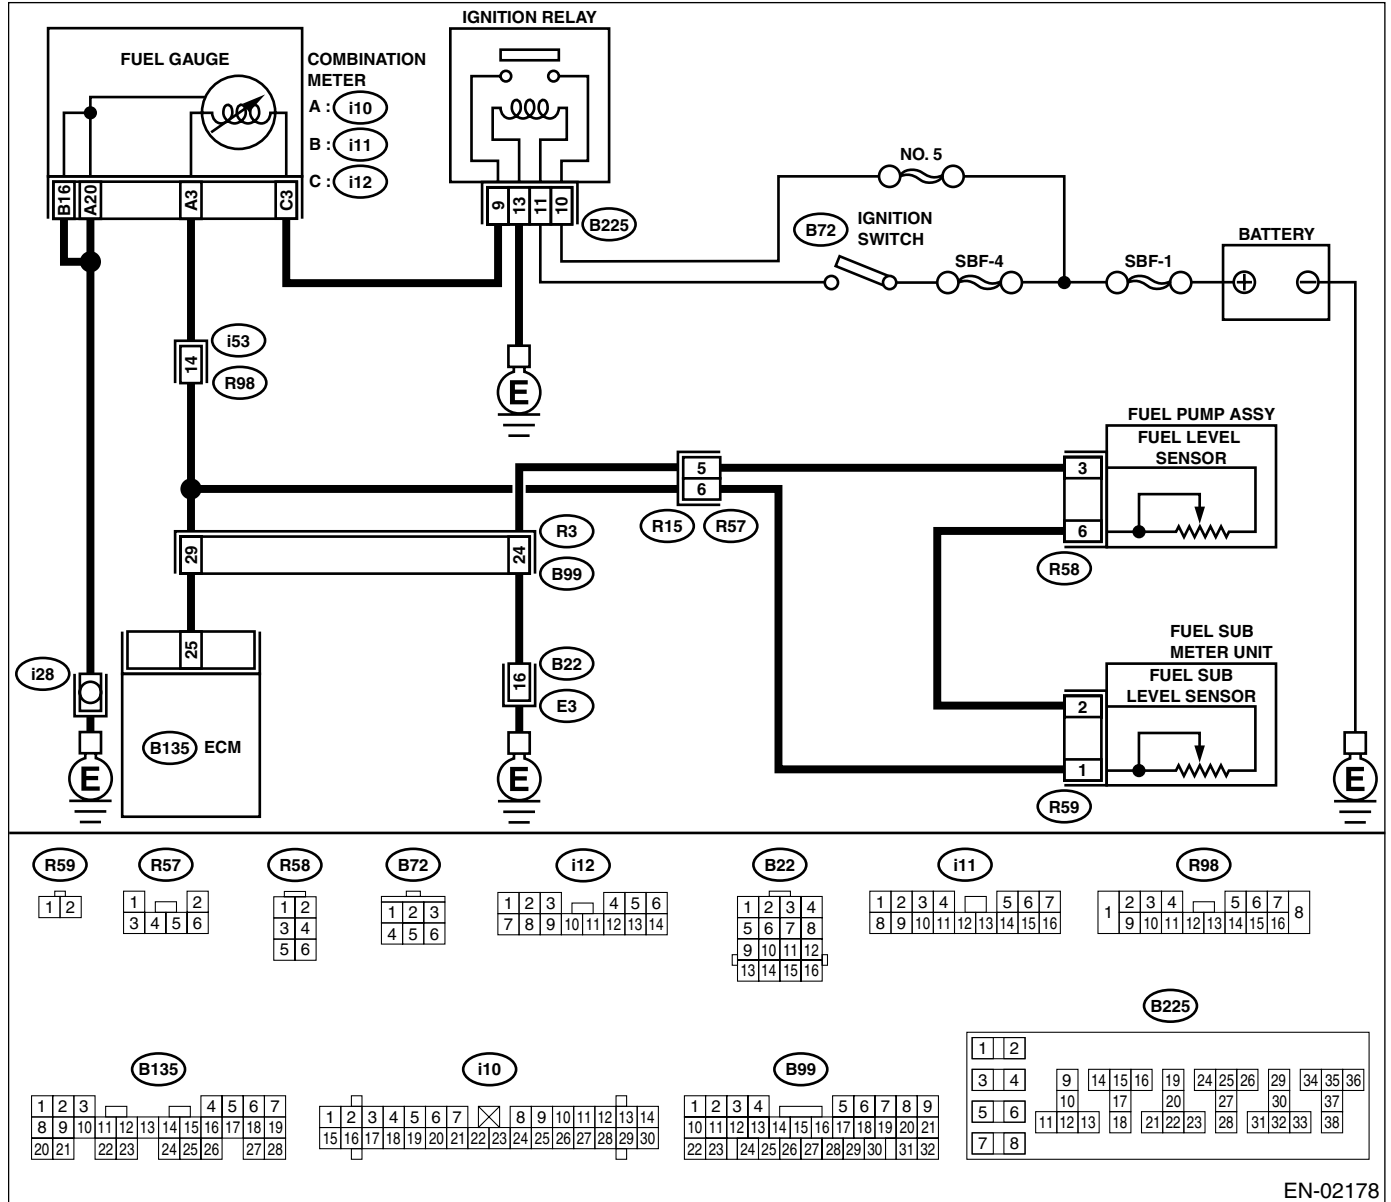 IGNITION RELAY
FUEL GAUGE
COMBINATION
METER
A : i10
B : i11
C : i12
B16 A20 A3 C3
9 13 11 10
B225
NO. 5
B72
IGNITION
SWITCH
SBF-4
SBF-1
BATTERY
+ −
i53
14
R98
E
FUEL PUMP ASSY
FUEL LEVEL
SENSOR
3
6
R58
5
6
R15 R57
R3
29 24
B99
25
B135 ECM
i28
E
B22
16
E3
E
FUEL SUB
METER UNIT
FUEL SUB
LEVEL SENSOR
2
1
R59
E
R59
1 2
R57
1 2
3 4 5 6
R58
1 2
3 4
5 6
B72
1 2 3
4 5 6
i12
1 2 3 4 5 6
7 8 9 10 11 12 13 14
B22
1 2 3 4
5 6 7 8
9 10 11 12
13 14 15 16
i11
1 2 3 4 5 6 7
8 9 10 11 12 13 14 15 16
R98
1 2 3 4 5 6 7 8
9 10 11 12 13 14 15 16
B135
1 2 3 4 5 6 7
8 9 10 11 12 13 14 15 16 17 18 19
20 21 22 23 24 25 26 27 28
i10
1 2 3 4 5 6 7 8 9 10 11 12 13 14
15 16 17 18 19 20 21 22 23 24 25 26 27 28 29 30
B99
1 2 3 4 5 6 7 8 9
10 11 12 13 14 15 16 17 18 19 20 21
22 23 24 25 26 27 28 29 30 31 32
B225
1 2
3 4
5 6
7 8
9 14 15 16 19 24 25 26 29 34 35 36
10 17 20 27 30 37
11 12 13 18 21 22 23 28 31 32 33 38
EN-02178